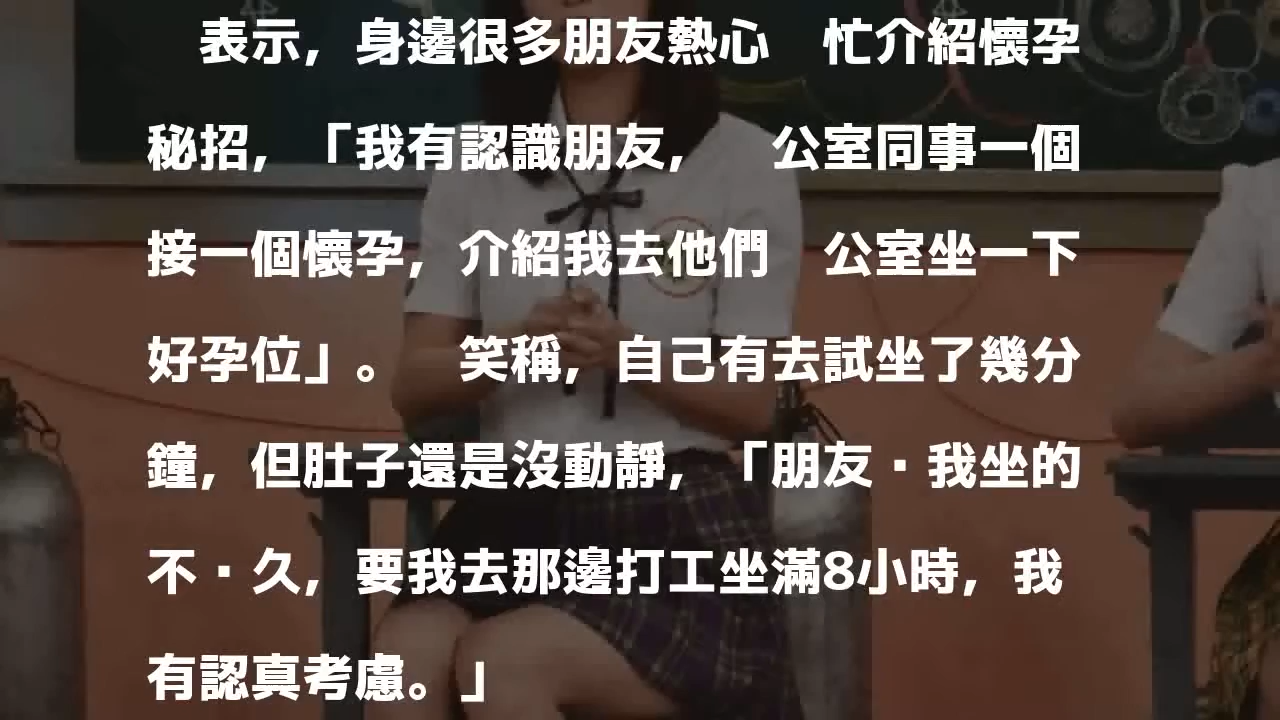 表示，身邊很多朋友熱心　忙介紹懷孕
秘招，「我有認識朋友，　公室同事一個
接一個懷孕，介紹我去他們　公室坐一下
好孕位」。　笑稱，自己有去試坐了幾分
鐘，但肚子還是沒動靜，「朋友·我坐的
不·久，要我去那邊打工坐滿8小時，我
有認真考慮。」